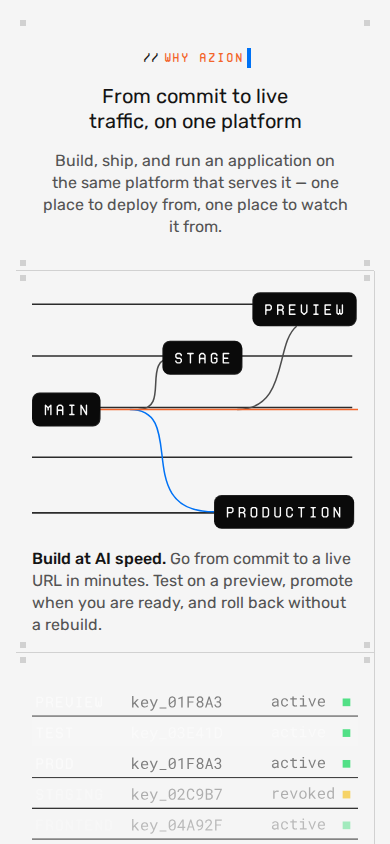 // WHY AZION
From commit to live
traffic, on one platform
Build, ship, and run an application on
the same platform that serves it — one
place to deploy from, one place to watch
it from.
PREVIEW
STAGE
MAIN
PRODUCTION
Build at AI speed. Go from commit to a live
URL in minutes. Test on a preview, promote
when you are ready, and roll back without
a rebuild.
PREVIEW key_01F8A3 active
TEST
PROD key_01F8A3 active
key_02C9B7 revoked
key_04A92F active